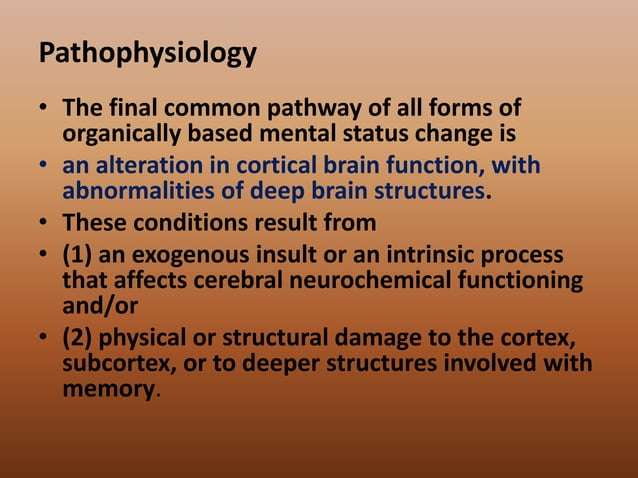 Pathophysiology
• The final common pathway of all forms of
organically based mental status change is
• an alteration in cortical brain function, with
abnormalities of deep brain structures.
• These conditions result from
• (1) an exogenous insult or an intrinsic process
that affects cerebral neurochemical functioning
and/or
• (2) physical or structural damage to the cortex,
subcortex, or to deeper structures involved with
memory.